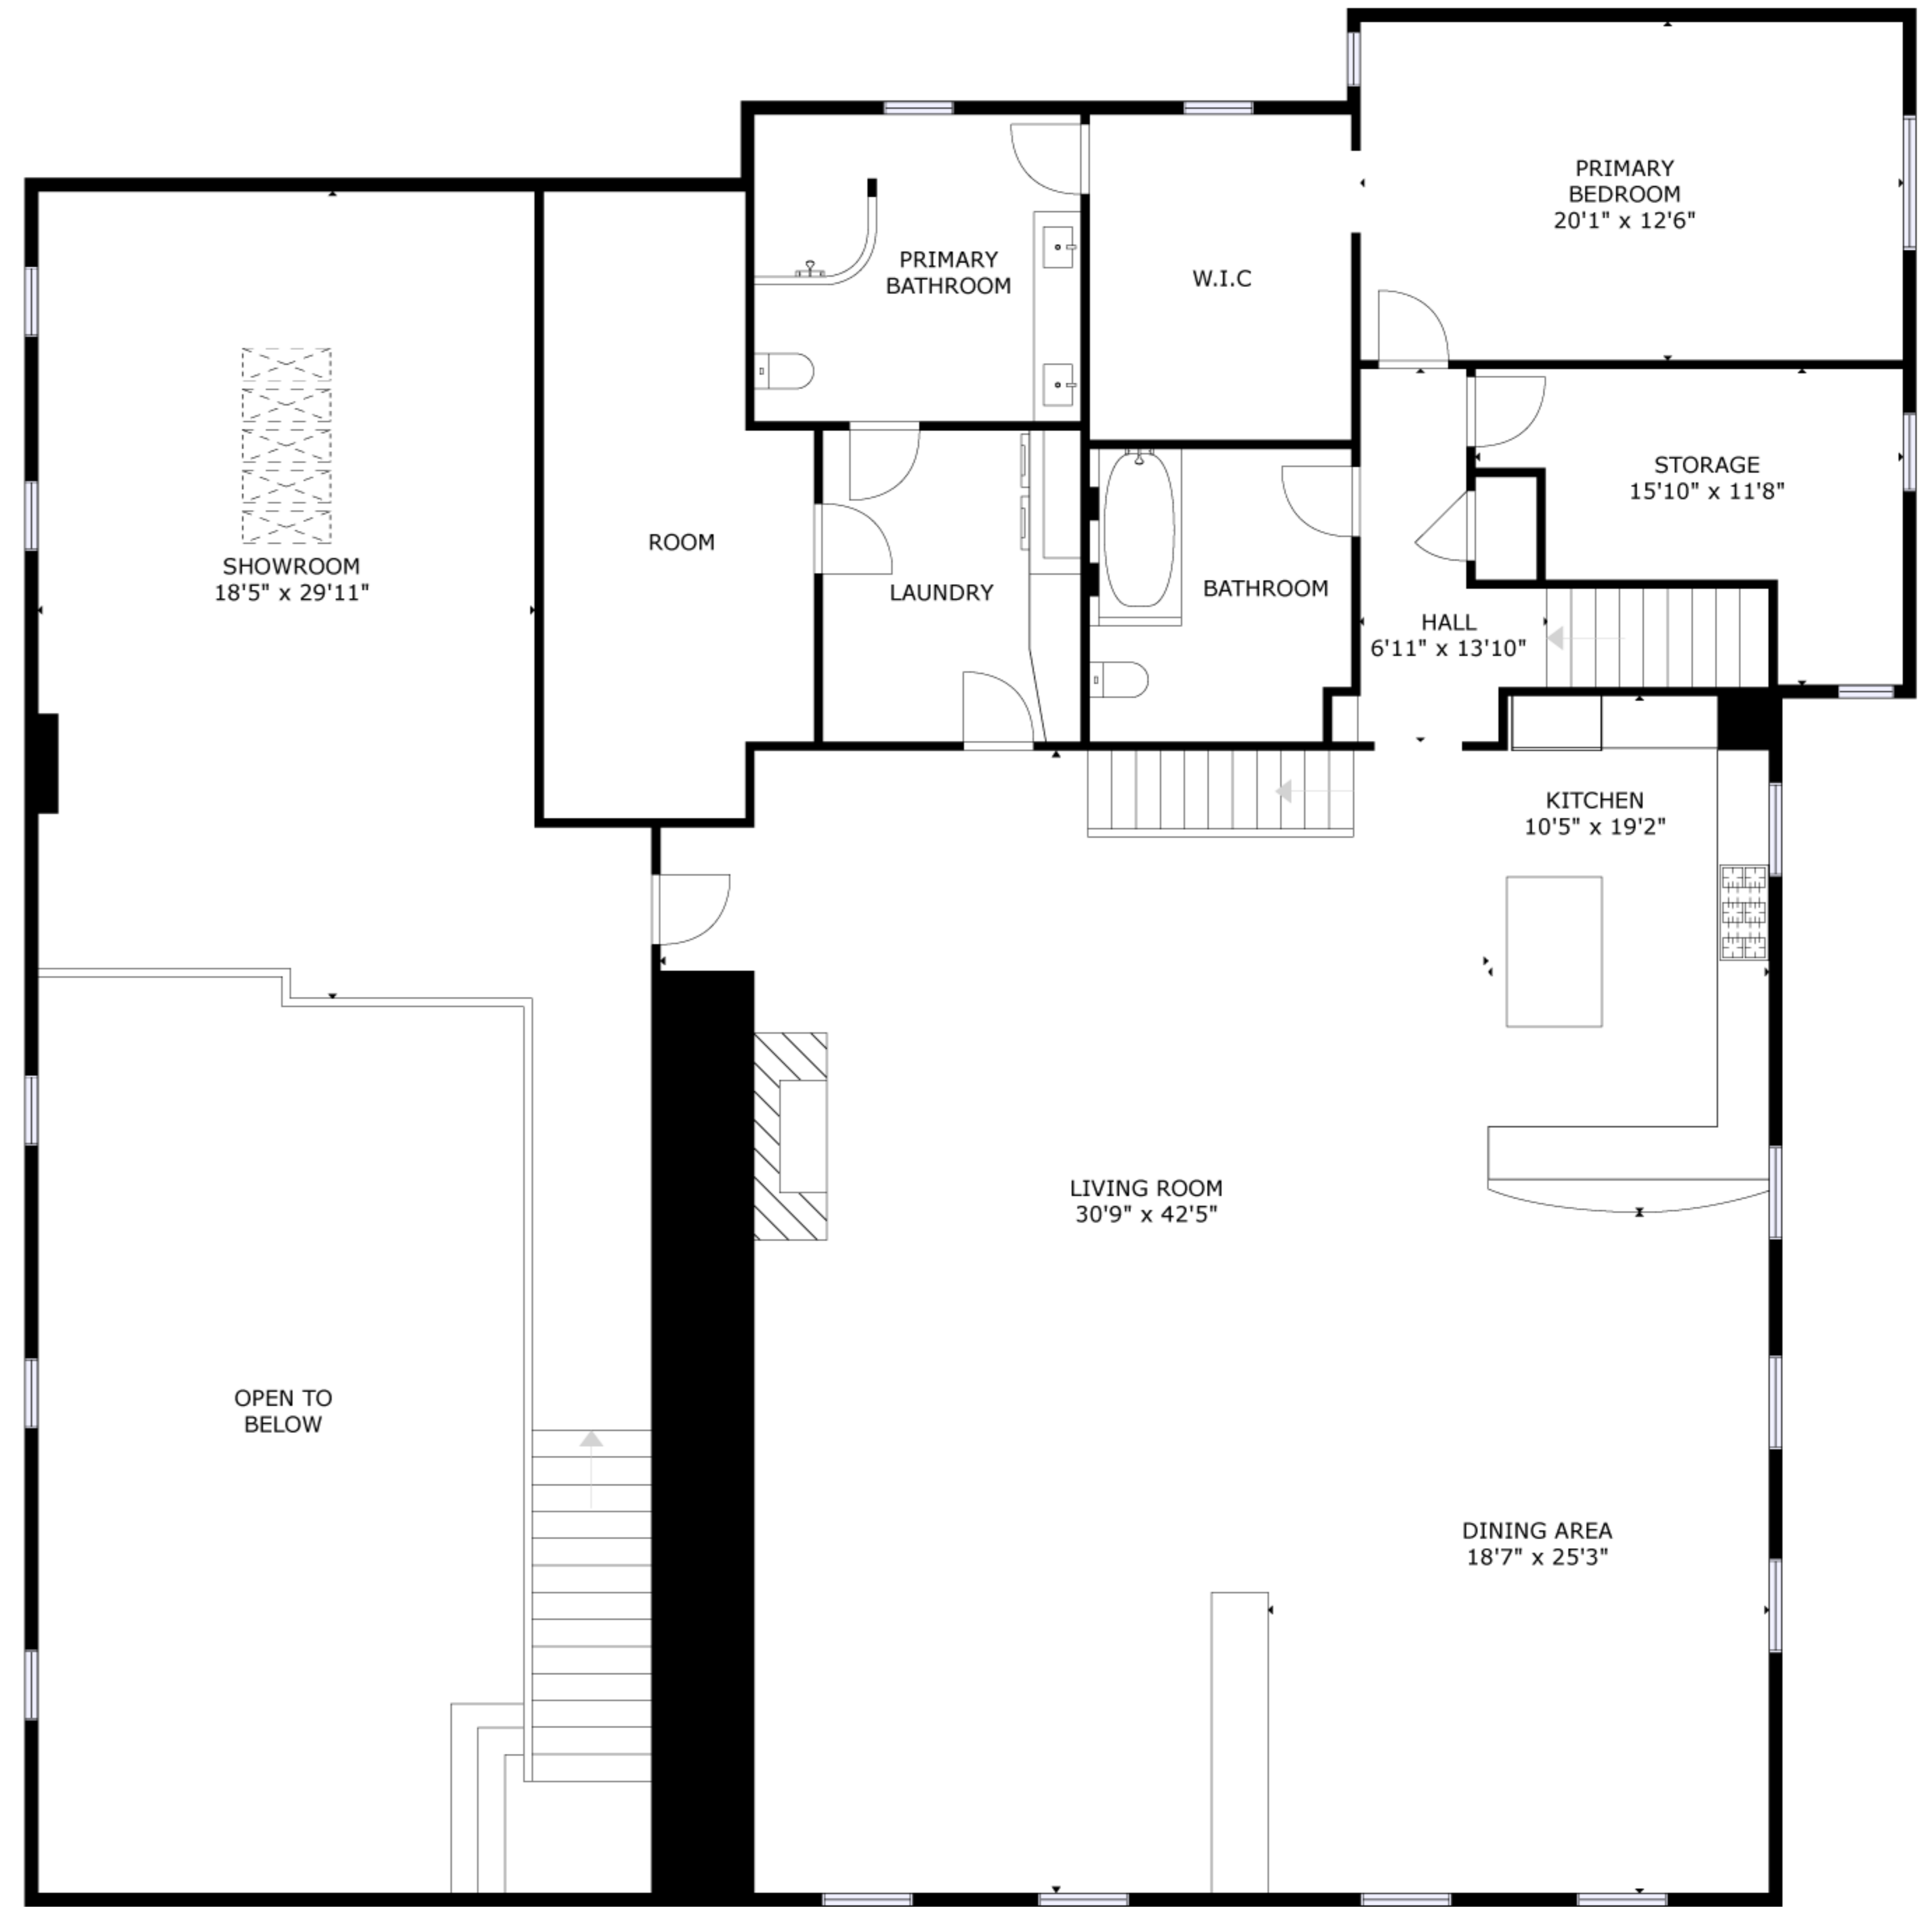 PRIMARY
BEDROOM
20'1" x 12'6"
PRIMARY
BATHROOM
W.I.C
STORAGE
15'10" x 11'8"
ROOM
SHOWROOM
18'5" x 29'11"
LAUNDRY
BATHROOM
HALL
6'11" x 13'10"
KITCHEN
10'5" x 19'2"
LIVING ROOM
30'9" x 42'5"
OPEN TO
BELOW
DINING AREA
18'7" x 25'3"